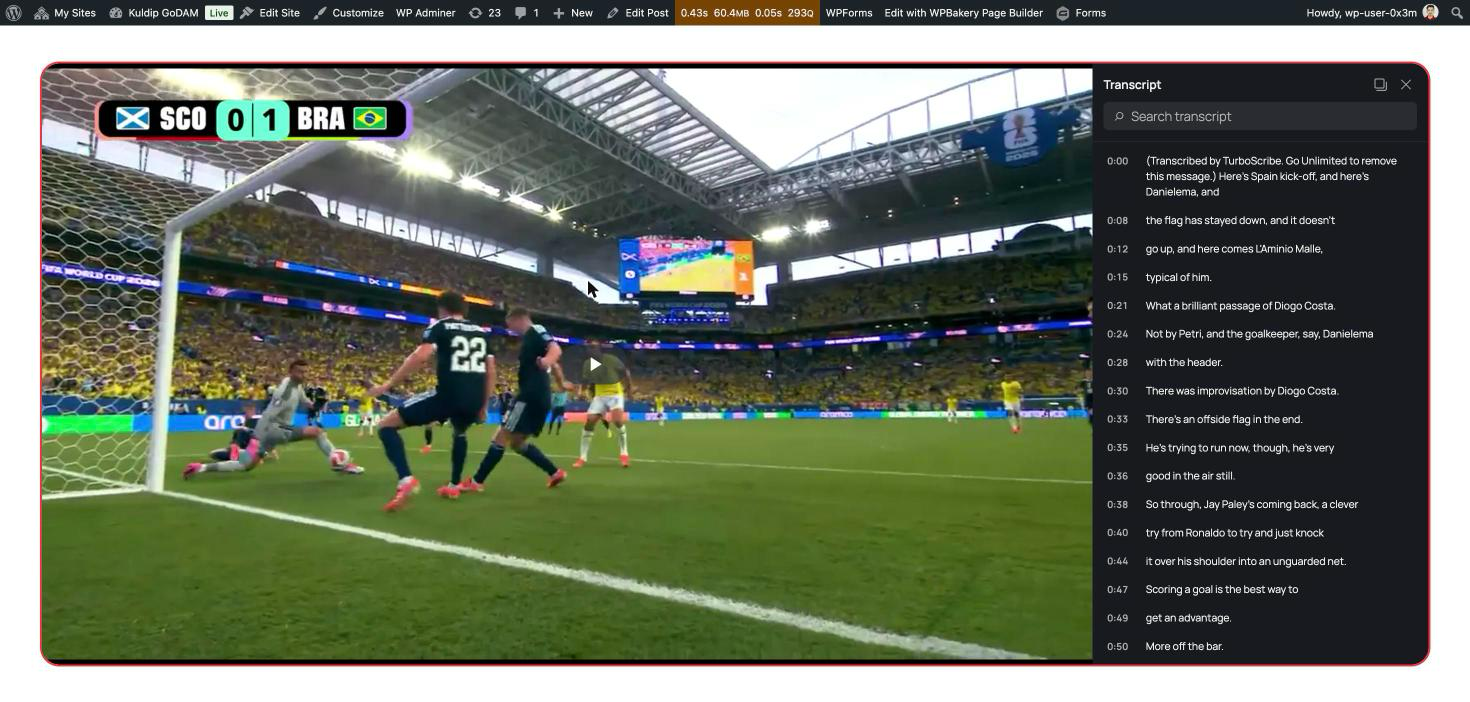 My Sites Kuldip GoDAM Live Edit Site Customize WP Adminer 23 1 New Edit Post 0.43s 60.4MB 0.05s 293Q WPForms Edit with WPBakery Page Builder Forms Howdy, wp-user-0x3m
SCO 0 1 BRA
FIFA WORLD CUP 2026
22
Transcript
Search transcript
0:00 (Transcribed by TurboScribe. Go Unlimited to remove
this message.) Here's Spain kick-off, and here's
Danielema, and
0:08 the flag has stayed down, and it doesn't
0:12 go up, and here comes L'Aminio Malle,
0:15 typical of him.
0:21 What a brilliant passage of Diogo Costa.
0:24 Not by Petri, and the goalkeeper, say, Danielema
0:28 with the header.
0:30 There was improvisation by Diogo Costa.
0:33 There's an offside flag in the end.
0:35 He's trying to run now, though, he's very
0:36 good in the air still.
0:38 So through, Jay Paley's coming back, a clever
0:40 try from Ronaldo to try and just knock
0:44 it over his shoulder into an unguarded net.
0:47 Scoring a goal is the best way to
0:49 get an advantage.
0:50 More off the bar.